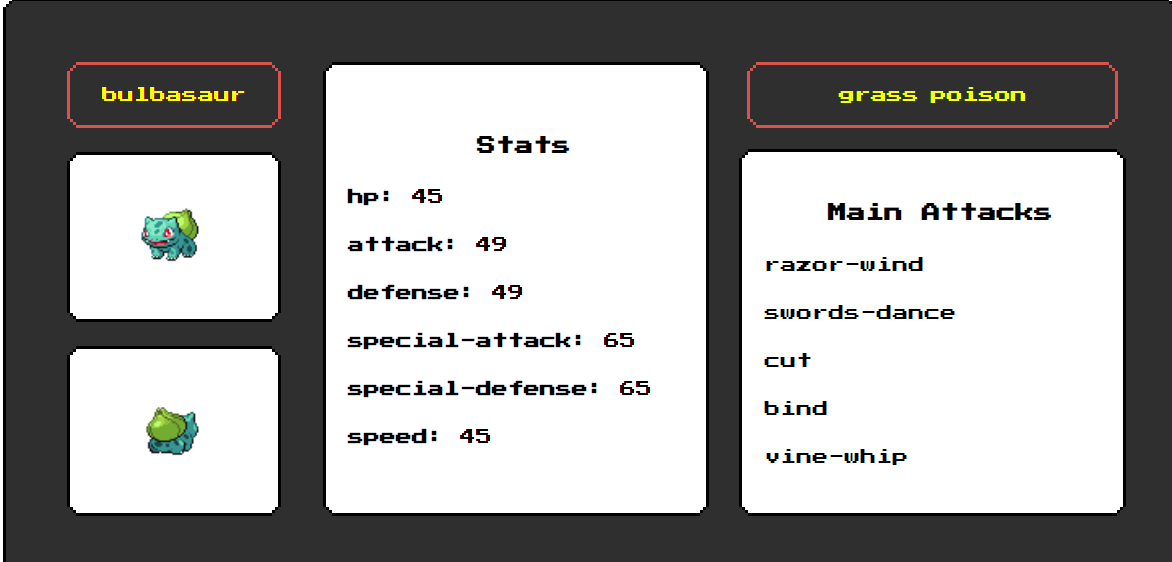 bulbasaur
Stats
hp: 45
attack: 49
defense: 49
special-attack: 65
special-defense: 65
speed: 45
grass poison
Main Attacks
razor-wind
swords-dance
cut
bind
vine-whip